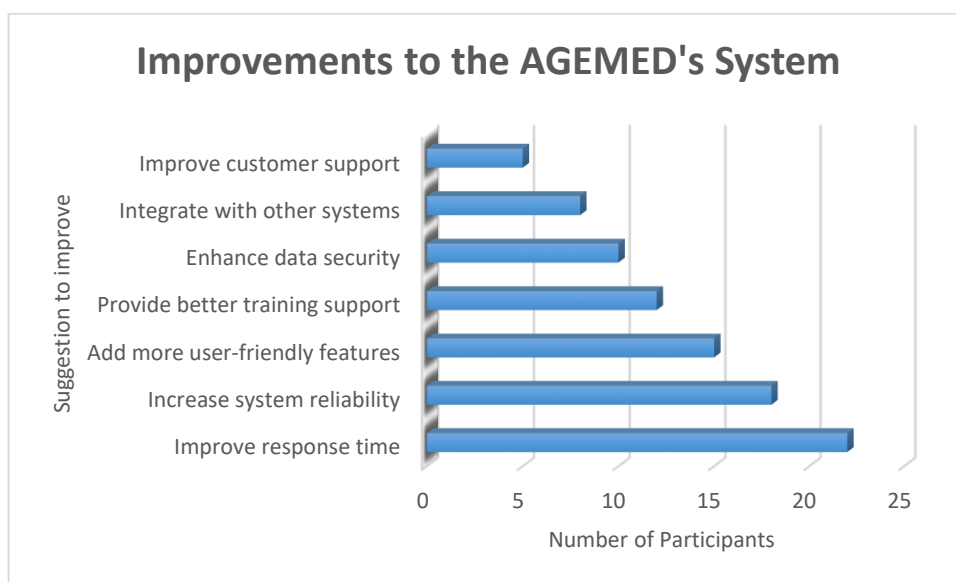 Improvements to the AGEMED's System
Suggestion to improve
Improve customer support
Integrate with other systems
Enhance data security
Provide better training support
Add more user-friendly features
Increase system reliability
Improve response time
0 5 10 15 20 25
Number of Participants